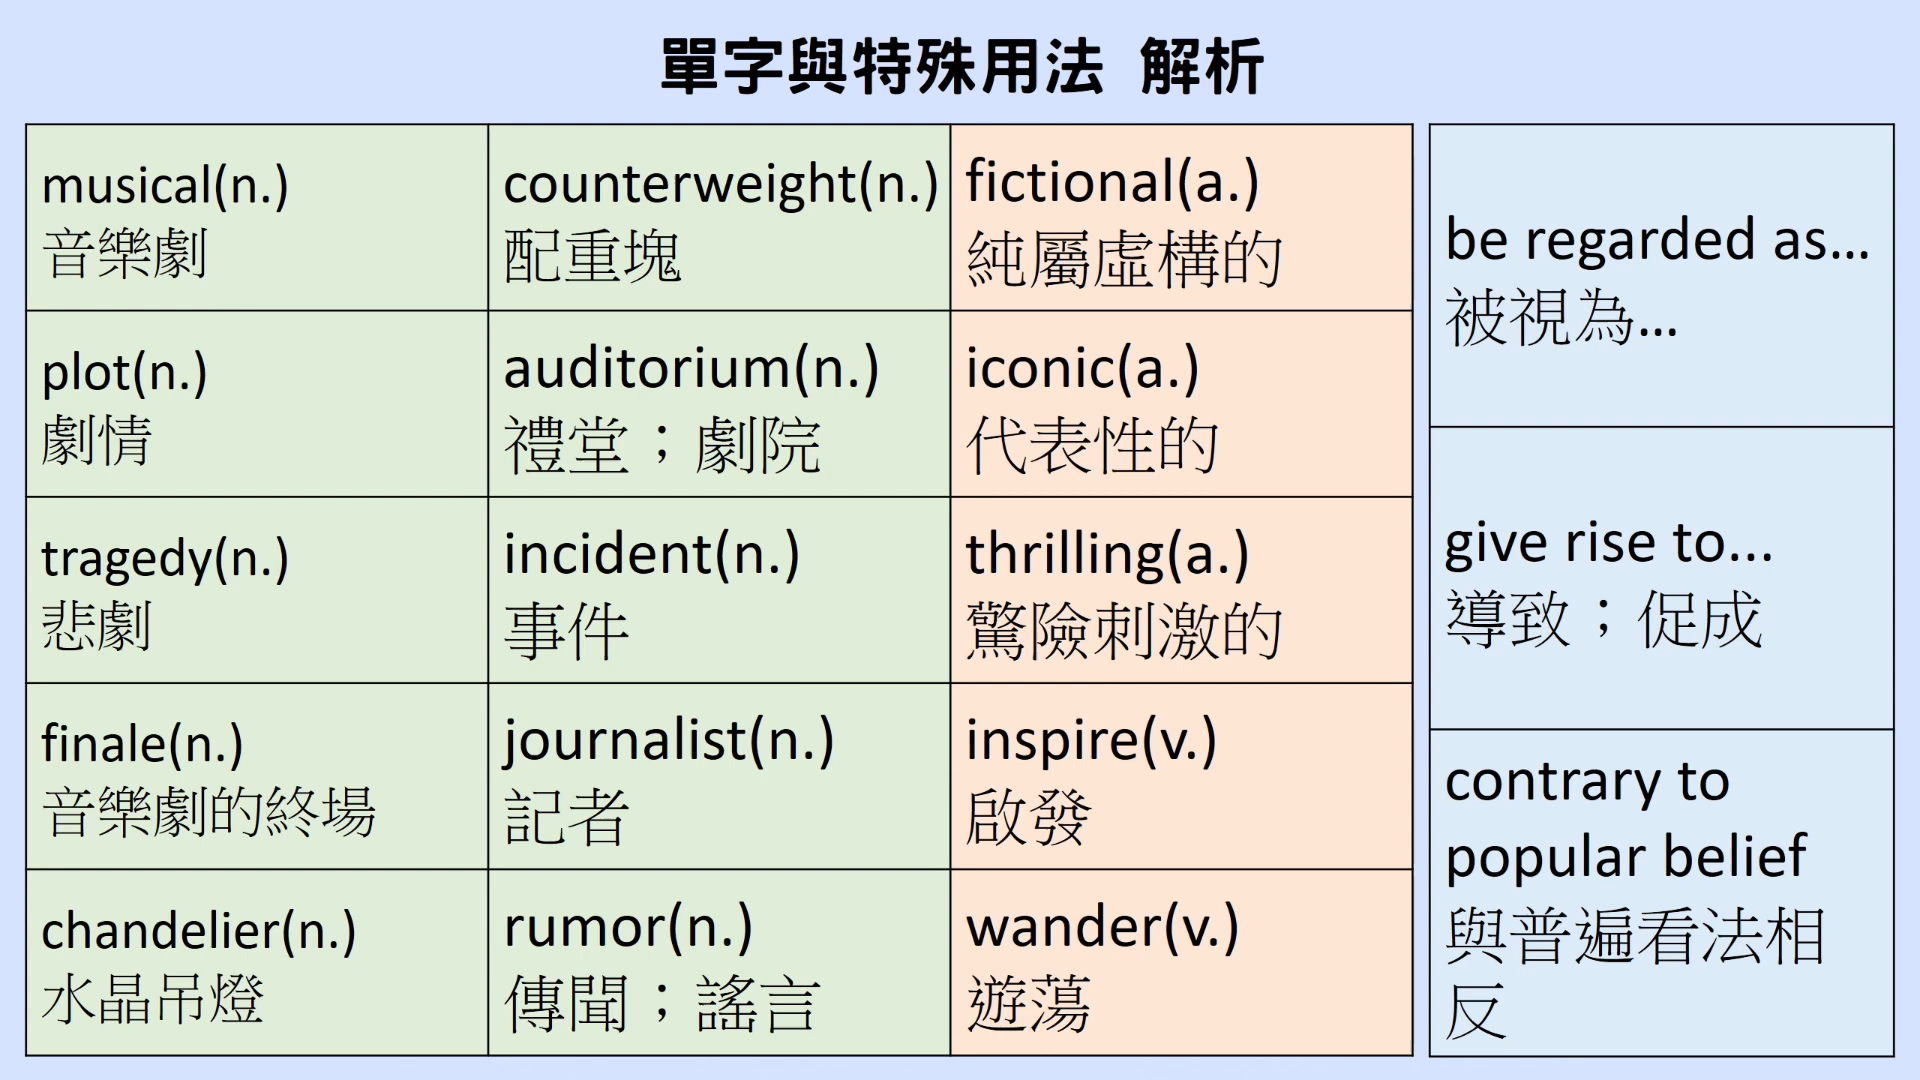 單字與特殊用法 解析
musical(n.)
音樂劇
counterweight(n.)
配重塊
fictional(a.)
純屬虛構的
plot(n.)
劇情
auditorium(n.)
禮堂；劇院
iconic(a.)
代表性的
tragedy(n.)
悲劇
incident(n.)
事件
thrilling(a.)
驚險刺激的
finale(n.)
音樂劇的終場
journalist(n.)
記者
inspire(v.)
啟發
chandelier(n.)
水晶吊燈
rumor(n.)
傳聞；謠言
wander(v.)
遊蕩
be regarded as...
被視為...
give rise to...
導致；促成
contrary to
popular belief
與普遍看法相
反